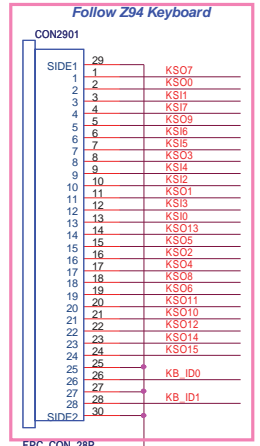 Follow Z94 Keyboard
CON2901
SIDE1 29
1 1 KSO7
2 2 KSO0
3 3 KSI1
4 4 KSI7
5 5 KSO9
6 6 KSI6
7 7 KSI5
8 8 KSO3
9 9 KSI4
10 10 KSI2
11 11 KSO1
12 12 KSI3
13 13 KSI0
14 14 KSO13
15 15 KSO5
16 16 KSO2
17 17 KSO4
18 18 KSO8
19 19 KSO6
20 20 KSO11
21 21 KSO10
22 22 KSO12
23 23 KSO14
24 24 KSO15
25 25
26 26 KB_ID0
27 27
28 28 KB_ID1
SIDE2 30